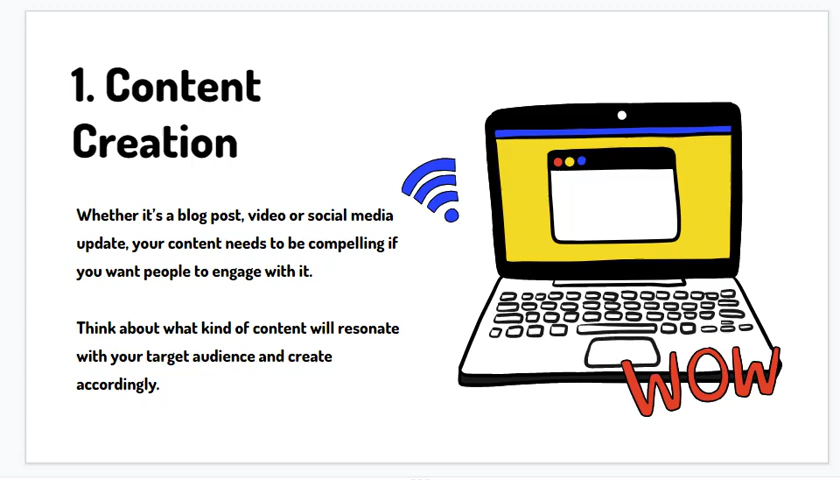 1. Content
Creation
Whether it's a blog post, video or social media
update, your content needs to be compelling if
you want people to engage with it.
Think about what kind of content will resonate
with your target audience and create
accordingly.
WOW